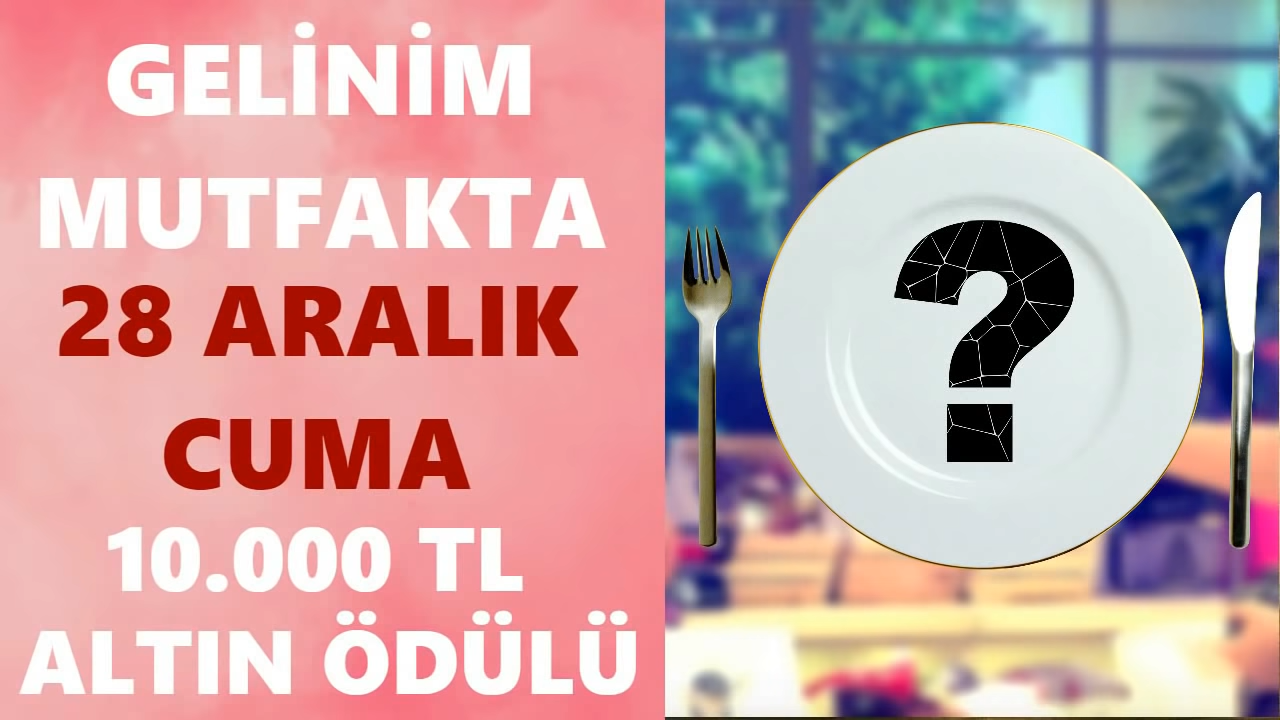 GELİNİM
MUTFAKTA
28 ARALIK
CUMA
10.000 TL
ALTIN ÖDÜLÜ
?